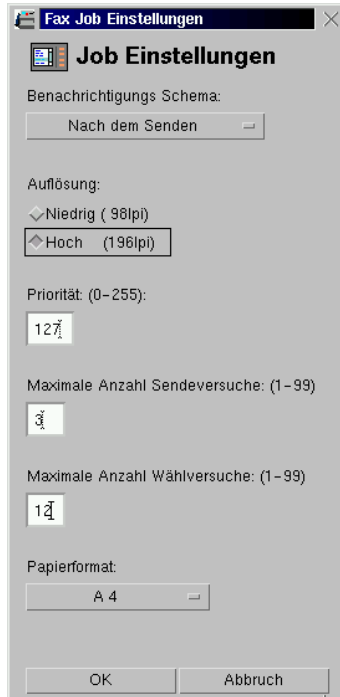 Fax Job Einstellungen
Job Einstellungen
Benachrichtigungs Schema:
Nach dem Senden
Auflösung:
Niedrig ( 98lpi)
Hoch (196lpi)
Priorität: (0-255):
127
Maximale Anzahl Sendeversuche: (1-99)
3
Maximale Anzahl Wählversuche: (1-99)
12
Papierformat:
A 4
OK Abbruch